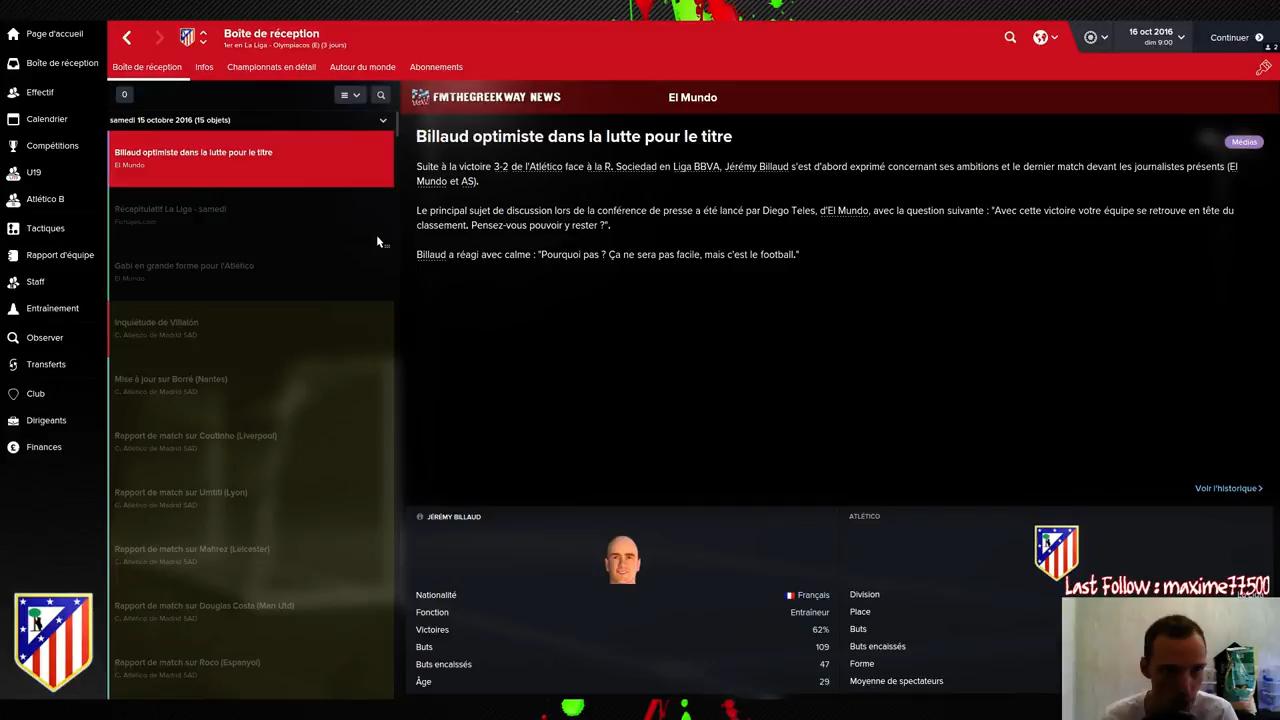 Page d'accueil
Boîte de réception
Effectif
Calendrier
Compétitions
U19
Atlético B
Tactiques
Rapport d'équipe
Staff
Entraînement
Observer
Transferts
Club
Dirigeants
Finances
Boîte de réception
1er en La Liga - Olympiacos (E) (3 jours)
16 oct 2016
dim 9:00
Continuer
Boîte de réception
Infos
Championnats en détail
Autour du monde
Abonnements
0
samedi 15 octobre 2016 (15 objets)
Billaud optimiste dans la lutte pour le titre
El Mundo
Récapitulatif La Liga - samedi
Fichajes.com
Gabi en grande forme pour l'Atlético
El Mundo
Inquiétude de Villalón
C. Atlético de Madrid SAD
Mise à jour sur Borré (Nantes)
C. Atlético de Madrid SAD
Rapport de match sur Coutinho (Liverpool)
C. Atlético de Madrid SAD
Rapport de match sur Umtiti (Lyon)
C. Atlético de Madrid SAD
Rapport de match sur Mahrez (Leicester)
C. Atlético de Madrid SAD
Rapport de match sur Douglas Costa (Man Utd)
C. Atlético de Madrid SAD
Rapport de match sur Roco (Espanyol)
C. Atlético de Madrid SAD
FMTHEGREEKWAY NEWS
El Mundo
Billaud optimiste dans la lutte pour le titre
Médias
Suite à la victoire 3-2 de l'Atlético face à la R. Sociedad en Liga BBVA, Jérémy Billaud s'est d'abord exprimé concernant ses ambitions et le dernier match devant les journalistes présents (El
Mundo et AS).
Le principal sujet de discussion lors de la conférence de presse a été lancé par Diego Teles, d'El Mundo, avec la question suivante : "Avec cette victoire votre équipe se retrouve en tête du
classement. Pensez-vous pouvoir y rester ?".
Billaud a réagi avec calme : "Pourquoi pas ? Ça ne sera pas facile, mais c'est le football."
Voir l'historique
JÉRÉMY BILLAUD
Nationalité Français
Fonction Entraîneur
Victoires 62%
Buts 109
Buts encaissés 47
Âge 29
ATLÉTICO
Last Follow : maxime77500
Division
Place
Buts
Buts encaissés
Forme
Moyenne de spectateurs